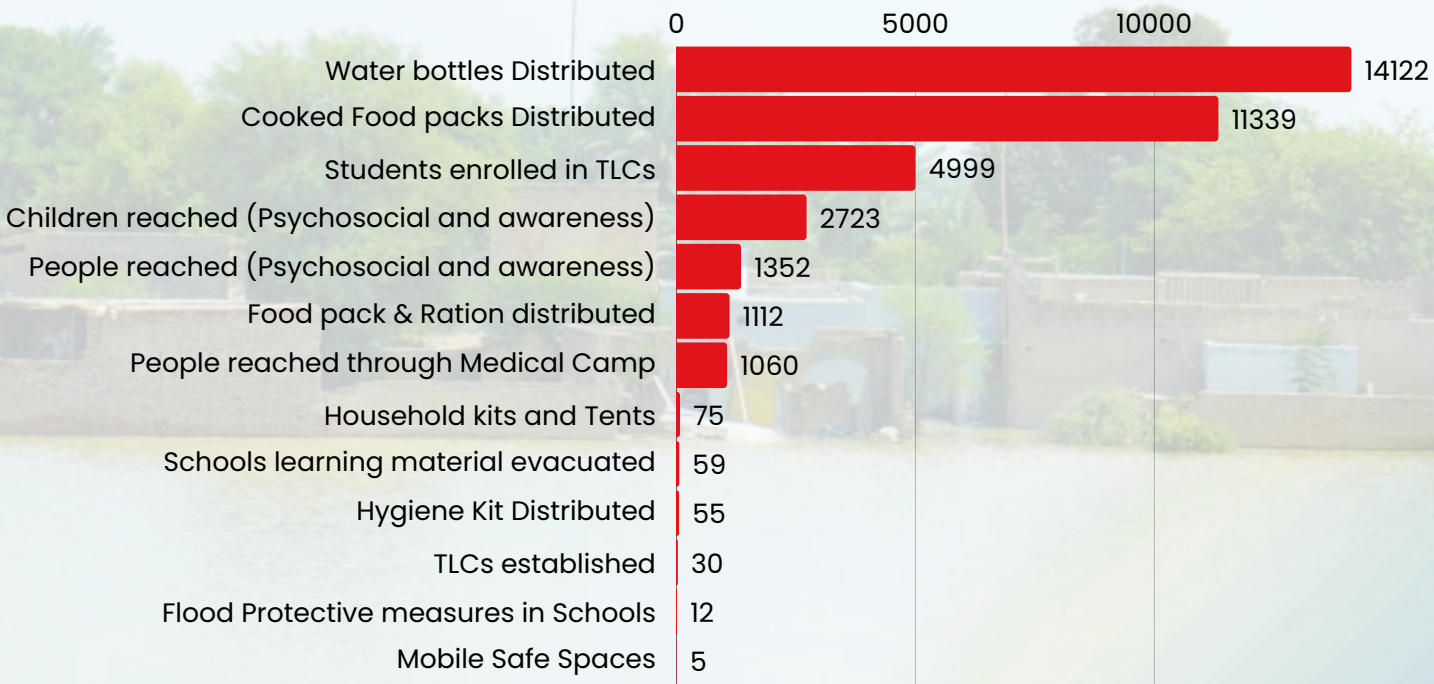 0 5000 10000
Water bottles Distributed 14122
Cooked Food packs Distributed 11339
Students enrolled in TLCs 4999
Children reached (Psychosocial and awareness) 2723
People reached (Psychosocial and awareness) 1352
Food pack & Ration distributed 1112
People reached through Medical Camp 1060
Household kits and Tents 75
Schools learning material evacuated 59
Hygiene Kit Distributed 55
TLCs established 30
Flood Protective measures in Schools 12
Mobile Safe Spaces 5